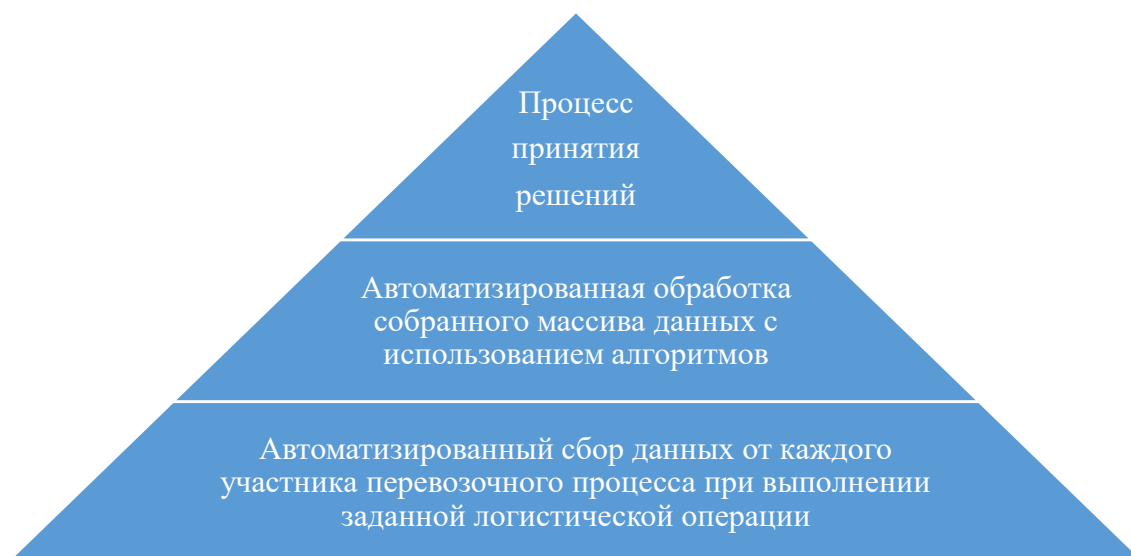 Процесс
принятия
решений
Автоматизированная обработка
собранного массива данных с
использованием алгоритмов
Автоматизированный сбор данных от каждого
участника перевозочного процесса при выполнении
заданной логистической операции